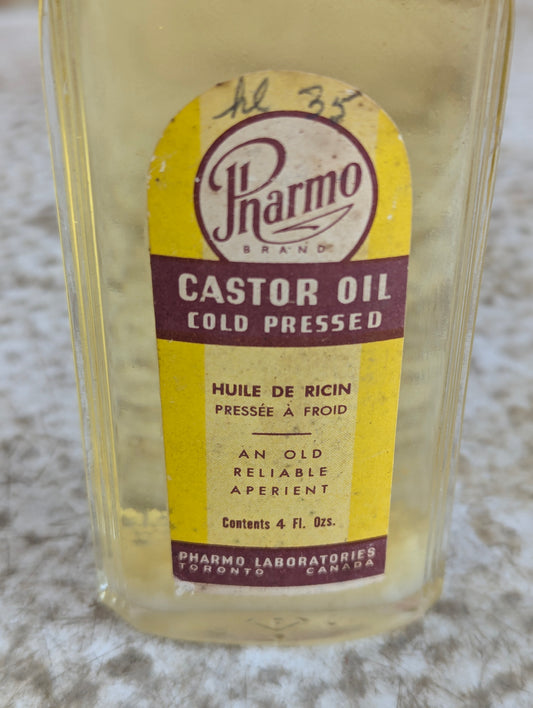 35
Pharmo
BRAND
CASTOR OIL
COLD PRESSED
HUILE DE RICIN
PRESSÉE À FROID
AN OLD
RELIABLE
APERIENT
Contents 4 Fl. Ozs.
PHARMO LABORATORIES
TORONTO CANADA